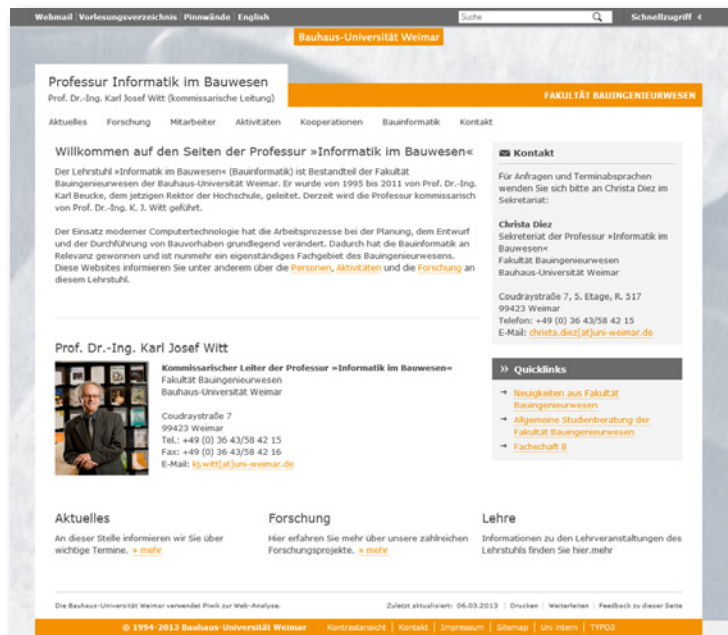 Webmail | Vorlesungsverzeichnis | Pinnwände | English
Suche
Schnellzugriff
Bauhaus-Universität Weimar
Professur Informatik im Bauwesen
Prof. Dr.-Ing. Karl Josef Witt (kommissarische Leitung)
FAKULTÄT BAUINGENIEURWESEN
Aktuelles Forschung Mitarbeiter Aktivitäten Kooperationen Bauinformatik Kontakt
Willkommen auf den Seiten der Professur »Informatik im Bauwesen«
Der Lehrstuhl »Informatik im Bauwesen« (Bauinformatik) ist Bestandteil der Fakultät
Bauingenieurwesen der Bauhaus-Universität Weimar. Er wurde von 1995 bis 2011 von Prof. Dr.-Ing.
Karl Beucke, dem jetzigen Rektor der Hochschule, geleitet. Derzeit wird die Professur kommissarisch
von Prof. Dr.-Ing. K. J. Witt geführt.
Der Einsatz moderner Computertechnologie hat die Arbeitsprozesse bei der Planung, dem Entwurf
und der Durchführung von Bauvorhaben grundlegend verändert. Dadurch hat die Bauinformatik an
Relevanz gewonnen und ist nunmehr ein eigenständiges Fachgebiet des Bauingenieurwesens.
Diese Websites informieren Sie unter anderem über die Personen, Aktivitäten und die Forschung an
diesem Lehrstuhl.
Kontakt
Für Anfragen und Terminabsprachen
wenden Sie sich bitte an Christa Diez im
Sekretariat:
Christa Diez
Sekreteriat der Professur »Informatik im
Bauwesen«
Fakultät Bauingenieurwesen
Bauhaus-Universität Weimar
Coudraystraße 7, 5. Etage, R. 517
99423 Weimar
Telefon: +49 (0) 36 43/58 42 15
E-Mail: christa.diez[at]uni-weimar.de
Prof. Dr.-Ing. Karl Josef Witt
Kommissarischer Leiter der Professur »Informatik im Bauwesen«
Fakultät Bauingenieurwesen
Bauhaus-Universität Weimar
Coudraystraße 7
99423 Weimar
Tel.: +49 (0) 36 43/58 42 15
Fax: +49 (0) 36 43/58 42 16
E-Mail: kj.witt[at]uni-weimar.de
» Quicklinks
→ Neuigkeiten aus Fakultät
Bauingenieurwesen
→ Allgemeine Studienberatung der
Fakultät Bauingenieurwesen
→ Fachschaft B
Aktuelles
An dieser Stelle informieren wir Sie über
wichtige Termine. » mehr
Forschung
Hier erfahren Sie mehr über unsere zahlreichen
Forschungsprojekte. » mehr
Lehre
Informationen zu den Lehrveranstaltungen des
Lehrstuhls finden Sie hier.mehr
Die Bauhaus-Universität Weimar verwendet Piwik zur Web-Analyse.
Zuletzt aktualisiert: 06.03.2013 | Drucken | Weiterleiten | Feedback zu dieser Seite
© 1994-2013 Bauhaus-Universität Weimar Kontrastansicht | Kontakt | Impressum | Sitemap | Uni intern | TYPO3